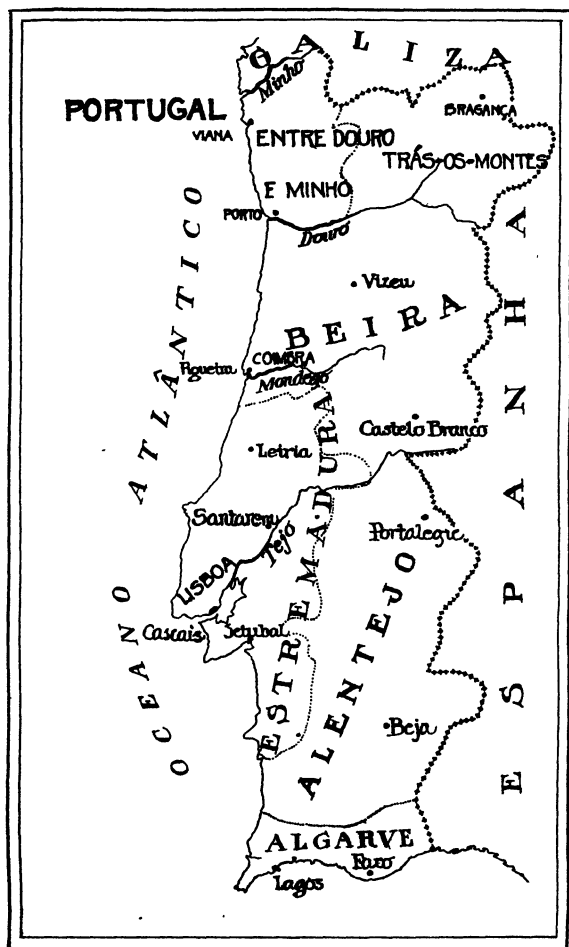 GALIZA
Minho
PORTUGAL
BRAGANÇA
VIANA
ENTRE DOURO
TRÁS-OS-MONTES
E MINHO
PORTO
Douro
Vizeu
BEIRA
COIMBRA
Figueira
Mondego
Castelo Branco
Leiria
Santarem
Tejo
Portalegre
LISBOA
Cascais
Setubal
ESTREMADURA
ALENTEJO
Beja
ALGARVE
Faro
Lagos
OCEANO ATLÂNTICO
ESPANHA